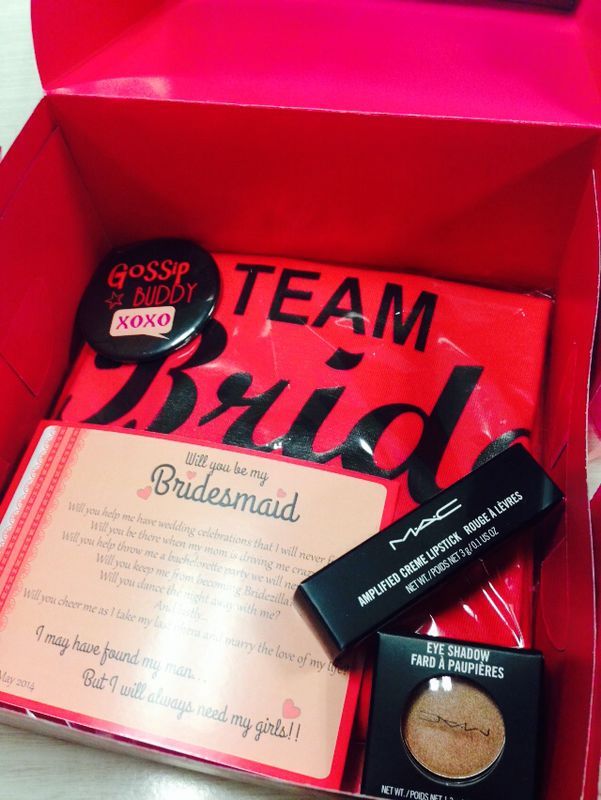 GOSSIP
BUDDY
XOXO
TEAM
Bride
Will you be my
Bridesmaid
Will you help me have wedding celebrations that I will never
Will you be there when my mom is driving me
Will you help throw me a bachelorette party we will
Will you keep me from becoming Bridezilla
Will you dance the night away with me?
And lastly
Will you cheer me as I take my last and marry the love of my life?
I may have found my man...
But I will always need my girls!!
May 2014
MAC
AMPLIFIED CREME LIPSTICK ROUGE À LÈVRES
NET WT./POIDS NET 3 g/0.1 US OZ
EYE SHADOW
FARD À PAUPIÈRES
MAC
NET WT./POIDS NET